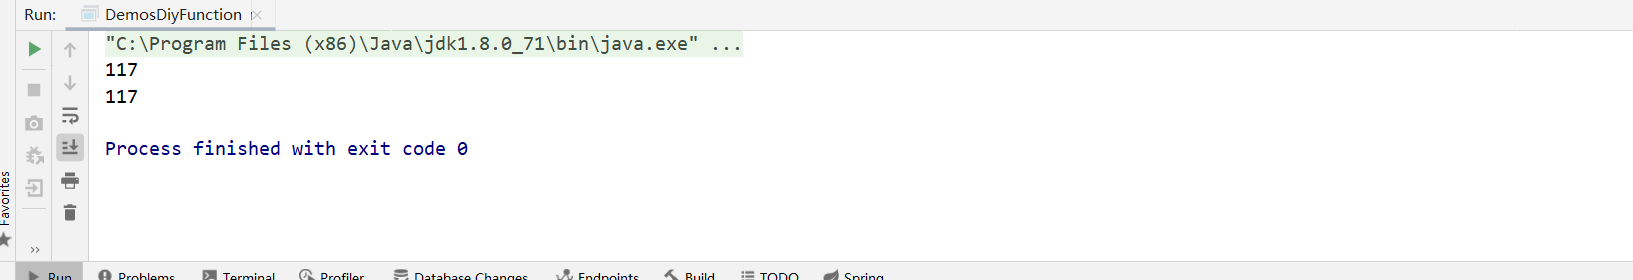 Run: DemosDiyFunction
"C:\Program Files (x86)\Java\jdk1.8.0_71\bin\java.exe" ...
117
117
Process finished with exit code 0
Favorites
Run Problems Terminal Profiler Database Changes Endpoints Build TODO Spring